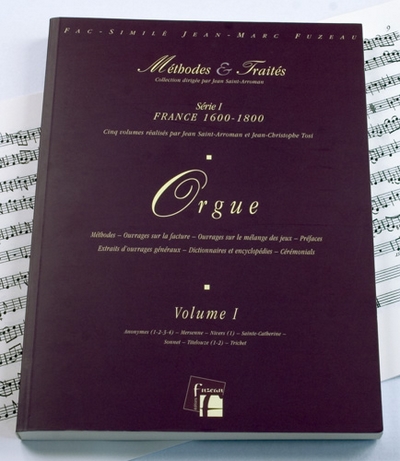 Fac-Similé Jean-Marc Fuzeau
Méthodes & Traités
Collection dirigée par Jean Saint-Arroman
Série I
FRANCE 1600-1800
Cinq volumes réalisés par Jean Saint-Arroman et Jean-Christophe Tosi
Orgue
Méthodes – Ouvrages sur la facture – Ouvrages sur le mélange des jeux – Préfaces
Extraits d'ouvrages généraux – Dictionnaires et encyclopédies – Cérémonials
Volume I
Anonymes (1-2-3-4) – Mersenne – Nivers (1) – Sainte-Catherine –
Sonnet – Titelouze (1-2) – Trichet
fuzeau